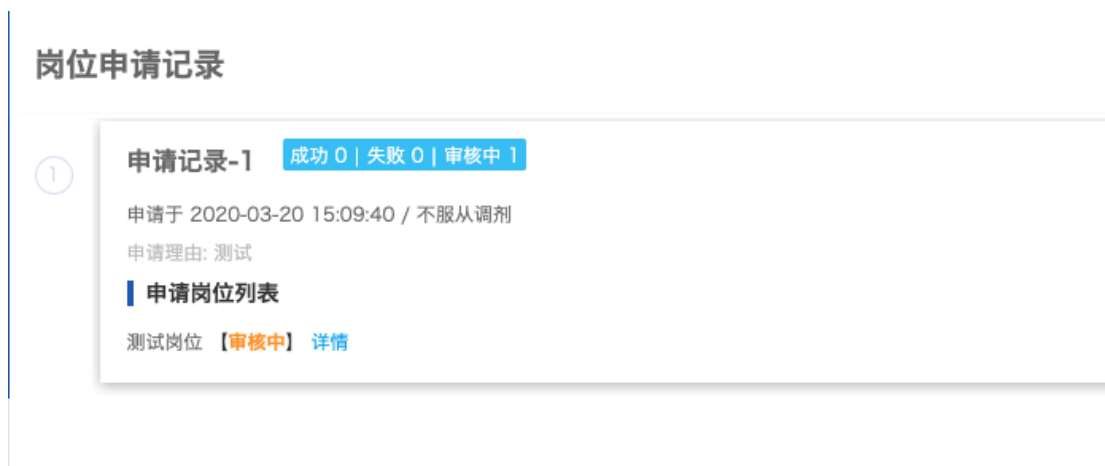 岗位申请记录
1
申请记录-1 成功 0 | 失败 0 | 审核中 1
申请于 2020-03-20 15:09:40 / 不服从调剂
申请理由: 测试
申请岗位列表
测试岗位 【审核中】 详情